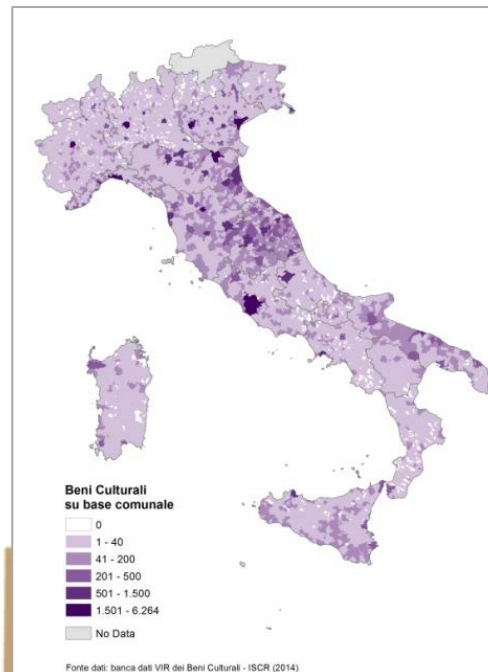 Beni Culturali
su base comunale
0
1 - 40
41 - 200
201 - 500
501 - 1.500
1.501 - 6.264
No Data
Fonte dati: banca dati VIR dei Beni Culturali - ISCR (2014)